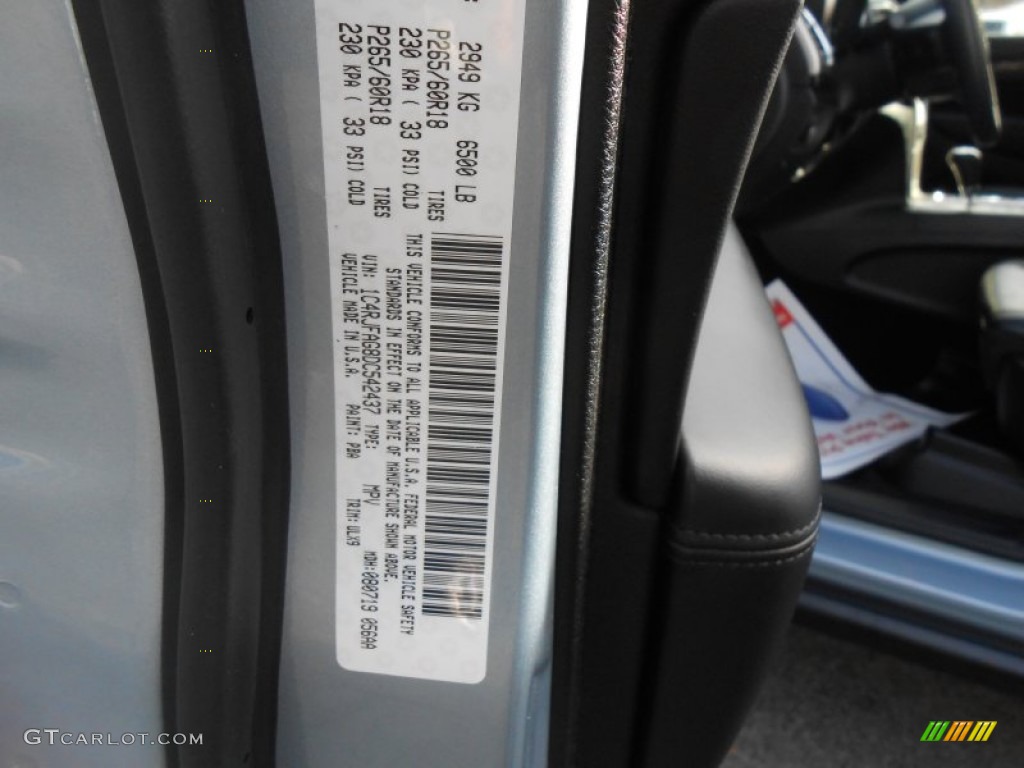 2949 KG 6500 LB
P265/60R18 TIRES
230 KPA ( 33 PSI) COLD
P265/60R18 TIRES
230 KPA ( 33 PSI) COLD
THIS VEHICLE CONFORMS TO ALL APPLICABLE U.S.A. FEDERAL MOTOR VEHICLE SAFETY
STANDARDS IN EFFECT ON THE DATE OF MANUFACTURE SHOWN ABOVE.
VIN: 1C4RJFAG8DC542437 TYPE: MPV MDH:080719 056AA
VEHICLE MADE IN U.S.A. PAINT: PBA TRIM:ULX9
GTCARLOT.COM